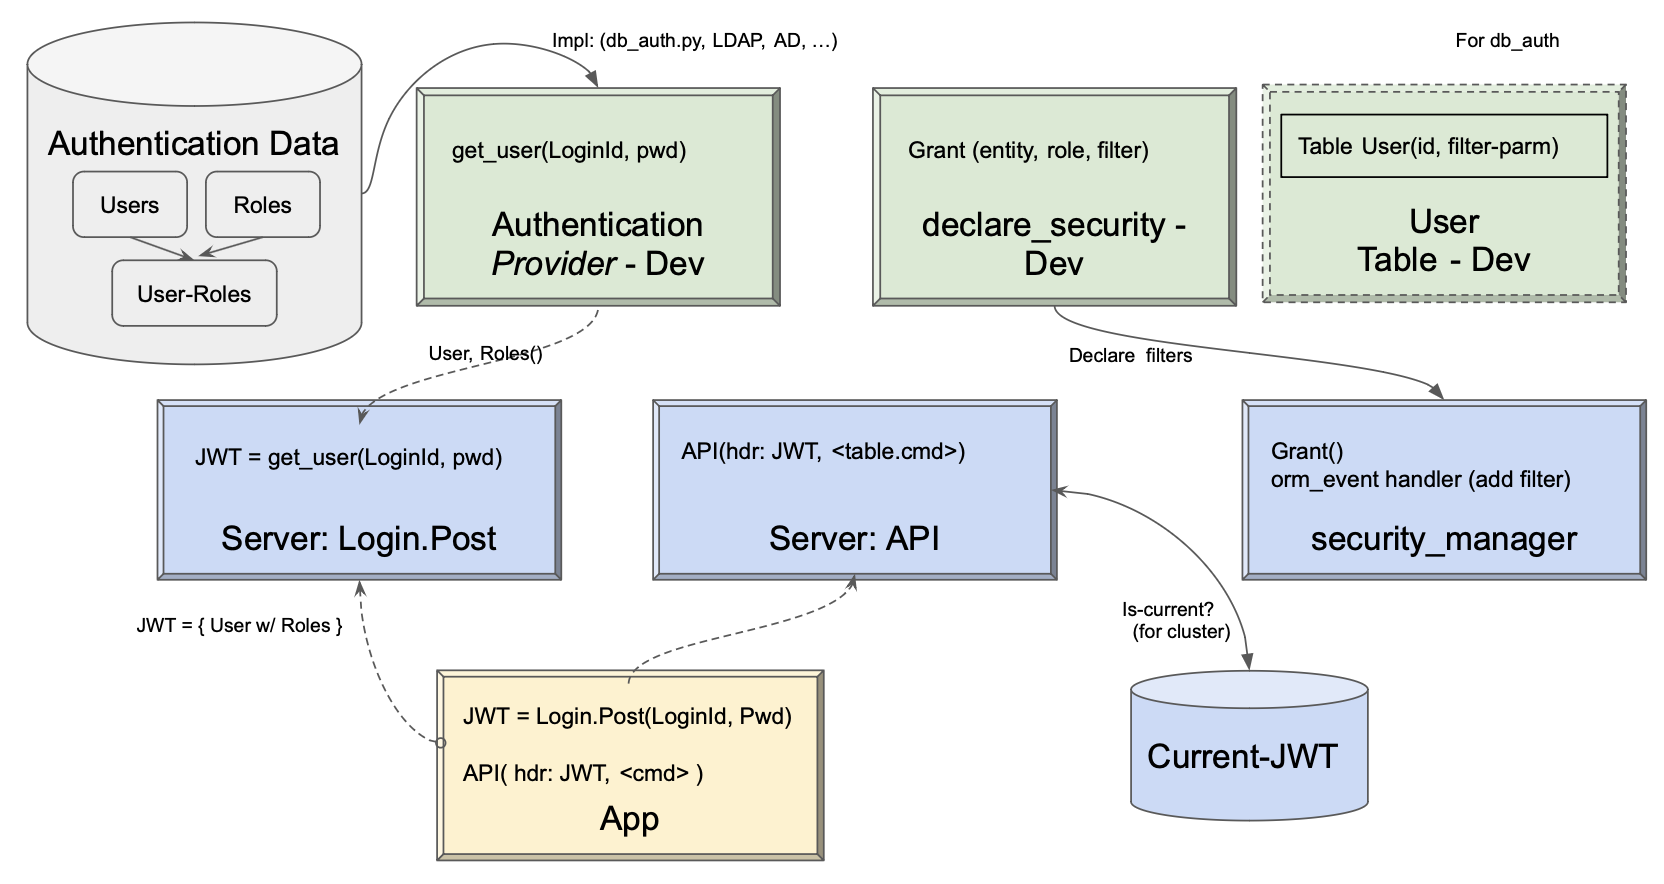 Impl: (db_auth.py, LDAP, AD, ...)
For db_auth
Authentication Data
Users
Roles
User-Roles
get_user(LoginId, pwd)
Authentication
Provider - Dev
Grant (entity, role, filter)
declare_security -
Dev
Table User(id, filter-parm)
User
Table - Dev
User, Roles()
Declare filters
JWT = get_user(LoginId, pwd)
Server: Login.Post
API(hdr: JWT, <table.cmd>)
Server: API
Grant()
orm_event handler (add filter)
security_manager
JWT = { User w/ Roles }
Is-current?
(for cluster)
JWT = Login.Post(LoginId, Pwd)
API( hdr: JWT, <cmd> )
App
Current-JWT